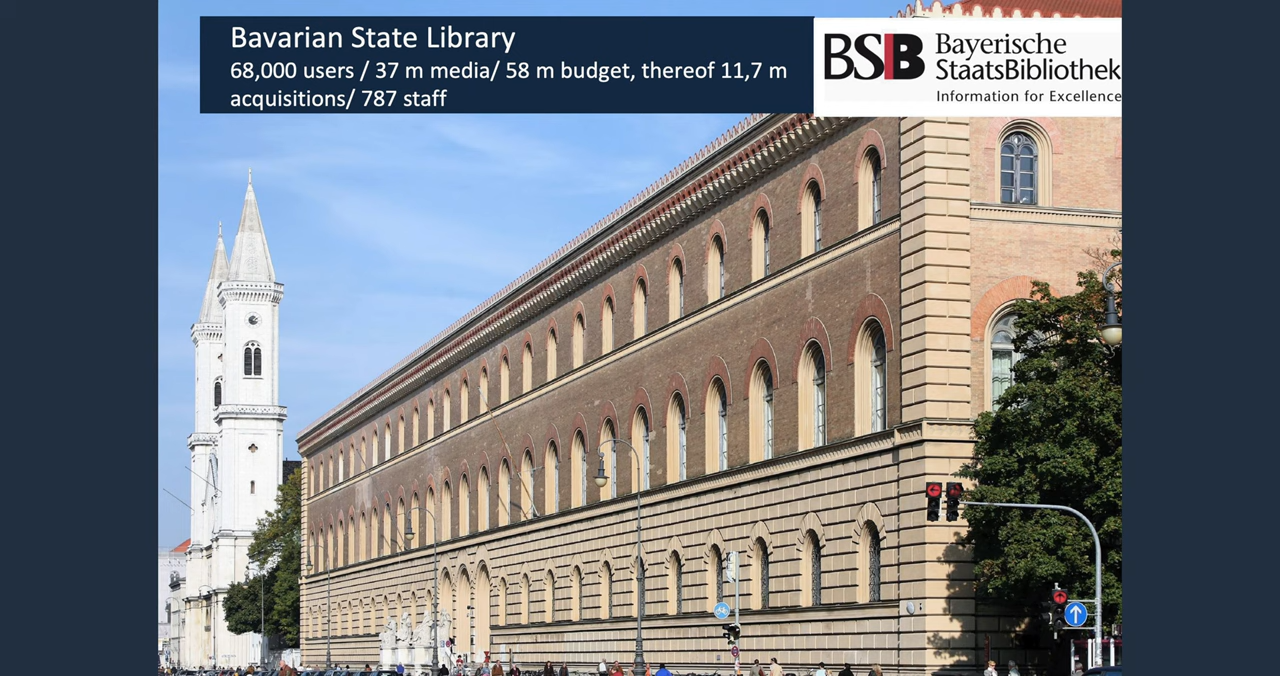 Bavarian State Library
68,000 users / 37 m media/ 58 m budget, thereof 11,7 m
acquisitions/ 787 staff
BSB Bayerische
StaatsBibliothek
Information for Excellence